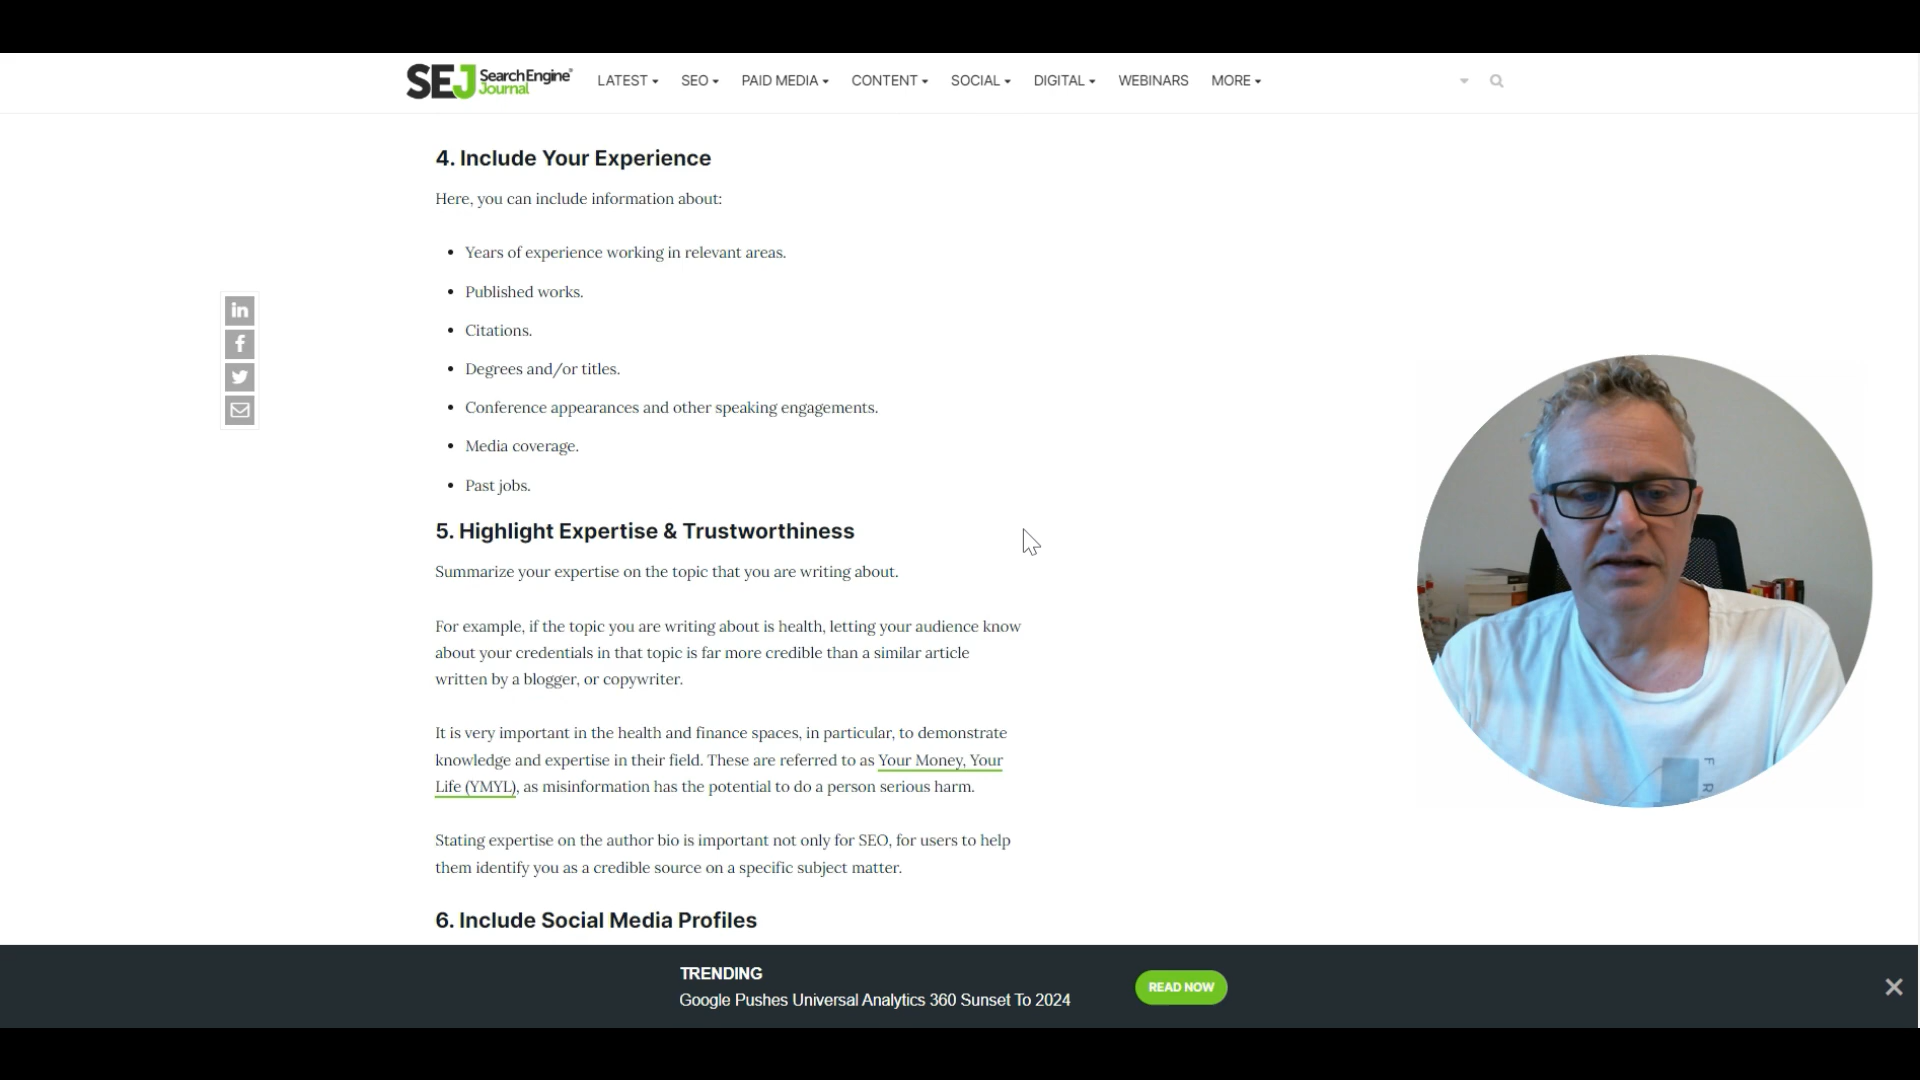 SEJ SearchEngine® Journal
LATEST
SEO
PAID MEDIA
CONTENT
SOCIAL
DIGITAL
WEBINARS
MORE
4. Include Your Experience
Here, you can include information about:
• Years of experience working in relevant areas.
• Published works.
• Citations.
• Degrees and/or titles.
• Conference appearances and other speaking engagements.
• Media coverage.
• Past jobs.
5. Highlight Expertise & Trustworthiness
Summarize your expertise on the topic that you are writing about.
For example, if the topic you are writing about is health, letting your audience know
about your credentials in that topic is far more credible than a similar article
written by a blogger, or copywriter.
It is very important in the health and finance spaces, in particular, to demonstrate
knowledge and expertise in their field. These are referred to as Your Money, Your
Life (YMYL), as misinformation has the potential to do a person serious harm.
Stating expertise on the author bio is important not only for SEO, for users to help
them identify you as a credible source on a specific subject matter.
6. Include Social Media Profiles
TRENDING
Google Pushes Universal Analytics 360 Sunset To 2024
READ NOW
in
f
F R